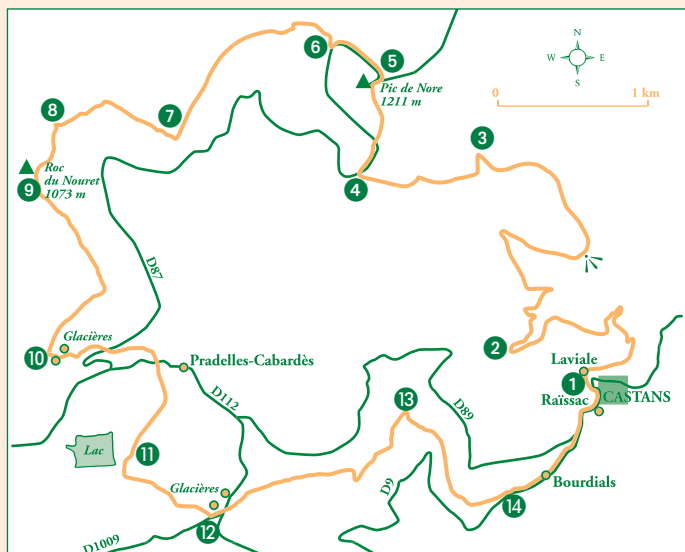 N
W
E
S
0
1 km
6
5
Pic de Nore
1211 m
8
7
3
Roc
du Nouret
1073 m
9
4
D87
2
Glacières
10
Pradelles-Cabardès
Laviale
1
CASTANS
Raïssac
D112
13
D89
Lac
11
Bourdials
Glacières
D9
14
12
D1009